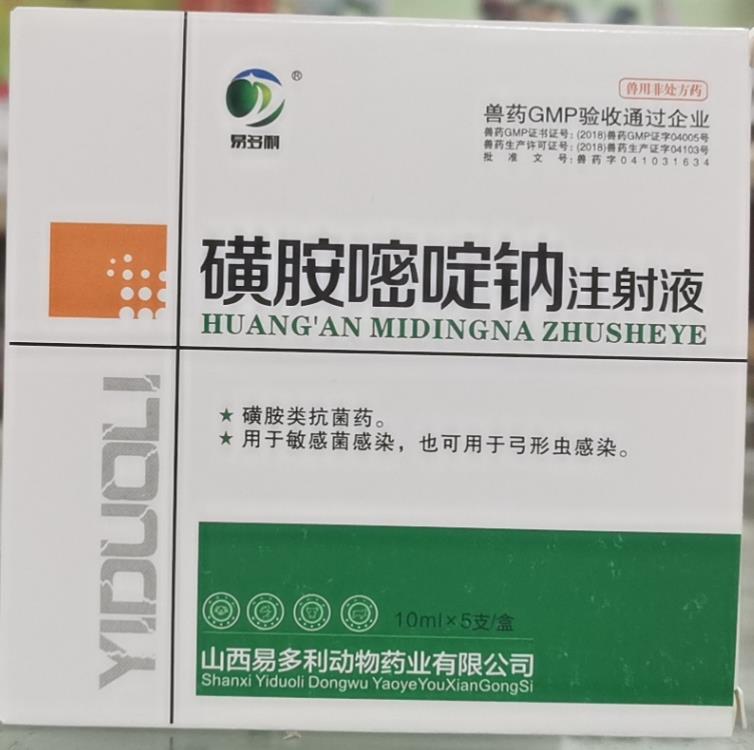 ®
易多利
兽用非处方药
兽药GMP验收通过企业
兽药GMP证书证号:(2018)兽药GMP证字04005号
兽药生产许可证号:(2018)兽药生产证字04103号
批准文号:兽药字041031634
磺胺嘧啶钠注射液
HUANG'AN MIDINGNA ZHUSHEYE
★ 磺胺类抗菌药。
★ 用于敏感菌感染，也可用于弓形虫感染。
YIDUOLI
10ml×5支/盒
山西易多利动物药业有限公司
Shanxi Yiduoli Dongwu YaoyeYouXianGongSi